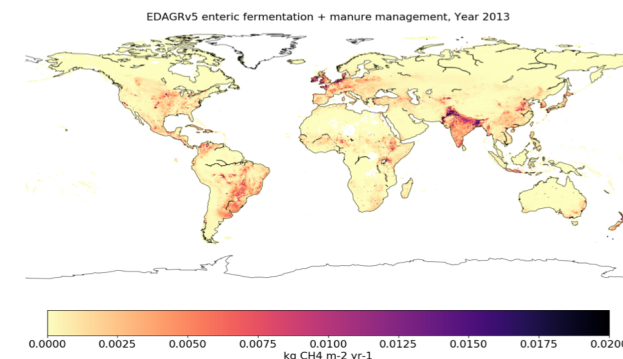 EDAGRv5 enteric fermentation + manure management, Year 2013
0.0000 0.0025 0.0050 0.0075 0.0100 0.0125 0.0150 0.0175 0.020
kg CH4 m-2 yr-1